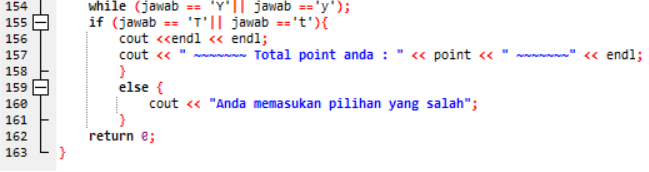 154 while (jawab == 'Y'|| jawab =='y');
155 if (jawab == 'T'|| jawab =='t'){
156 cout <<endl << endl;
157 cout << " ~~~~~~~ Total point anda : " << point << " ~~~~~~~" << endl;
158 }
159 else {
160 cout << "Anda memasukan pilihan yang salah";
161 }
162 return 0;
163 }